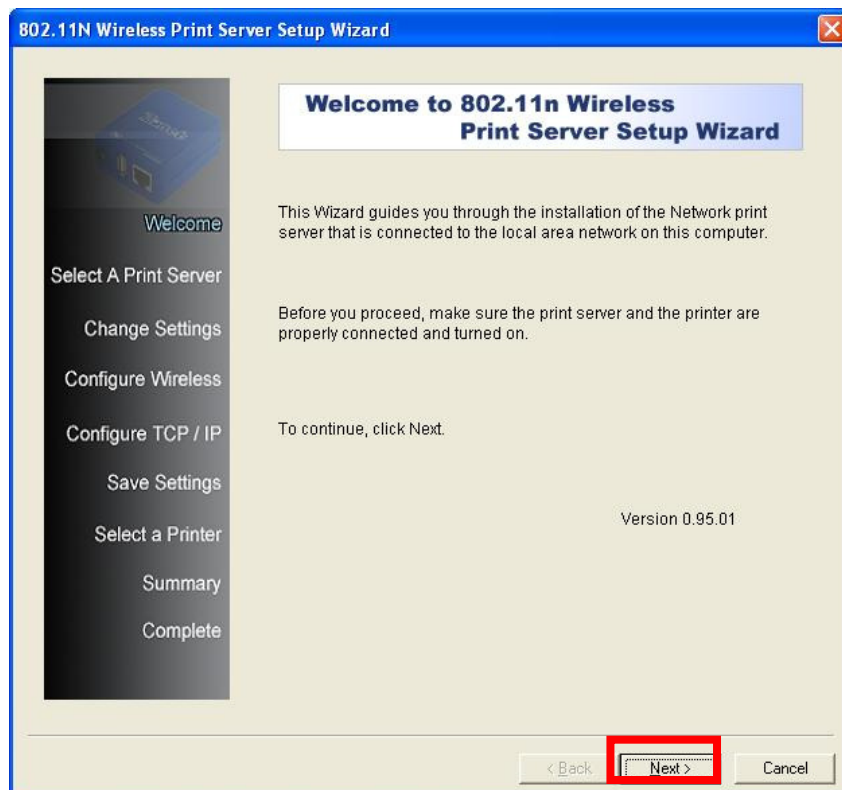 802.11N Wireless Print Server Setup Wizard
Welcome to 802.11n Wireless
Print Server Setup Wizard
Welcome
Select A Print Server
Change Settings
Configure Wireless
Configure TCP / IP
Save Settings
Select a Printer
Summary
Complete
This Wizard guides you through the installation of the Network print
server that is connected to the local area network on this computer.
Before you proceed, make sure the print server and the printer are
properly connected and turned on.
To continue, click Next.
Version 0.95.01
< Back
Next >
Cancel